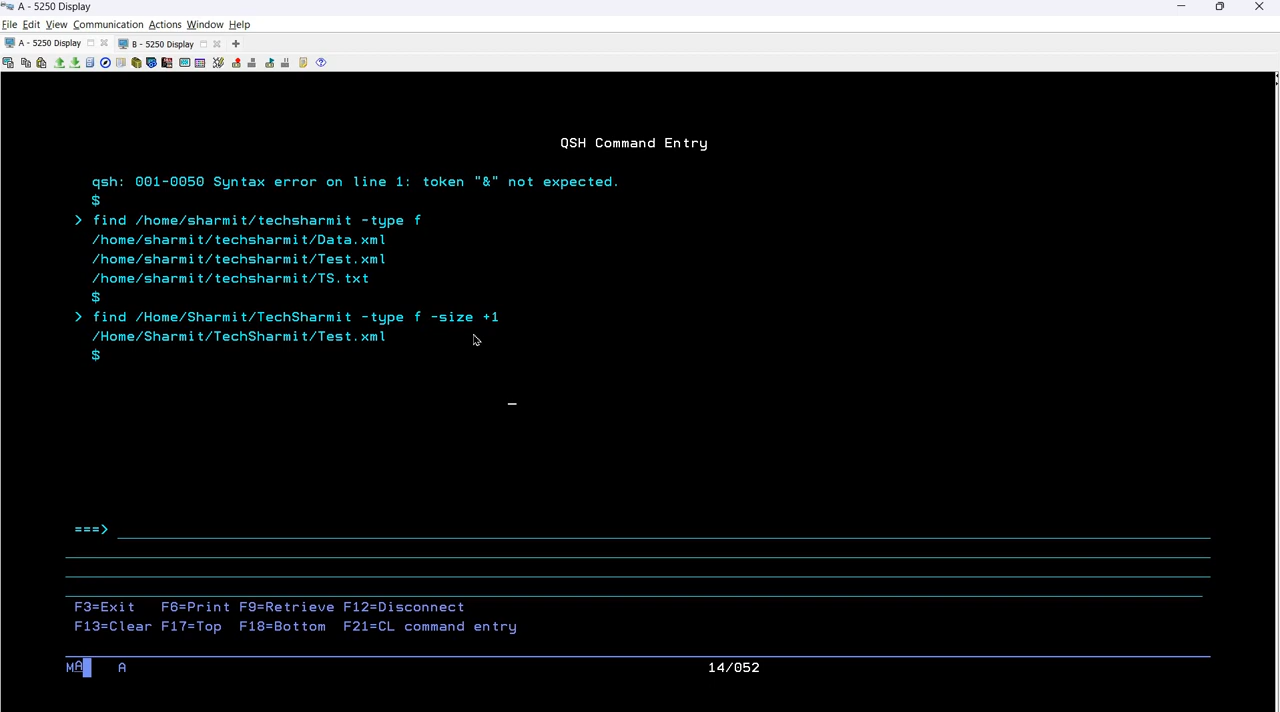 A - 5250 Display
File Edit View Communication Actions Window Help
A - 5250 Display B - 5250 Display +
QSH Command Entry
qsh: 001-0050 Syntax error on line 1: token "&" not expected.
$
> find /home/sharmit/techsharmit -type f
/home/sharmit/techsharmit/Data.xml
/home/sharmit/techsharmit/Test.xml
/home/sharmit/techsharmit/TS.txt
$
> find /Home/Sharmit/TechSharmit -type f -size +1
/Home/Sharmit/TechSharmit/Test.xml
$
===>
F3=Exit F6=Print F9=Retrieve F12=Disconnect
F13=Clear F17=Top F18=Bottom F21=CL command entry
MA A 14/052